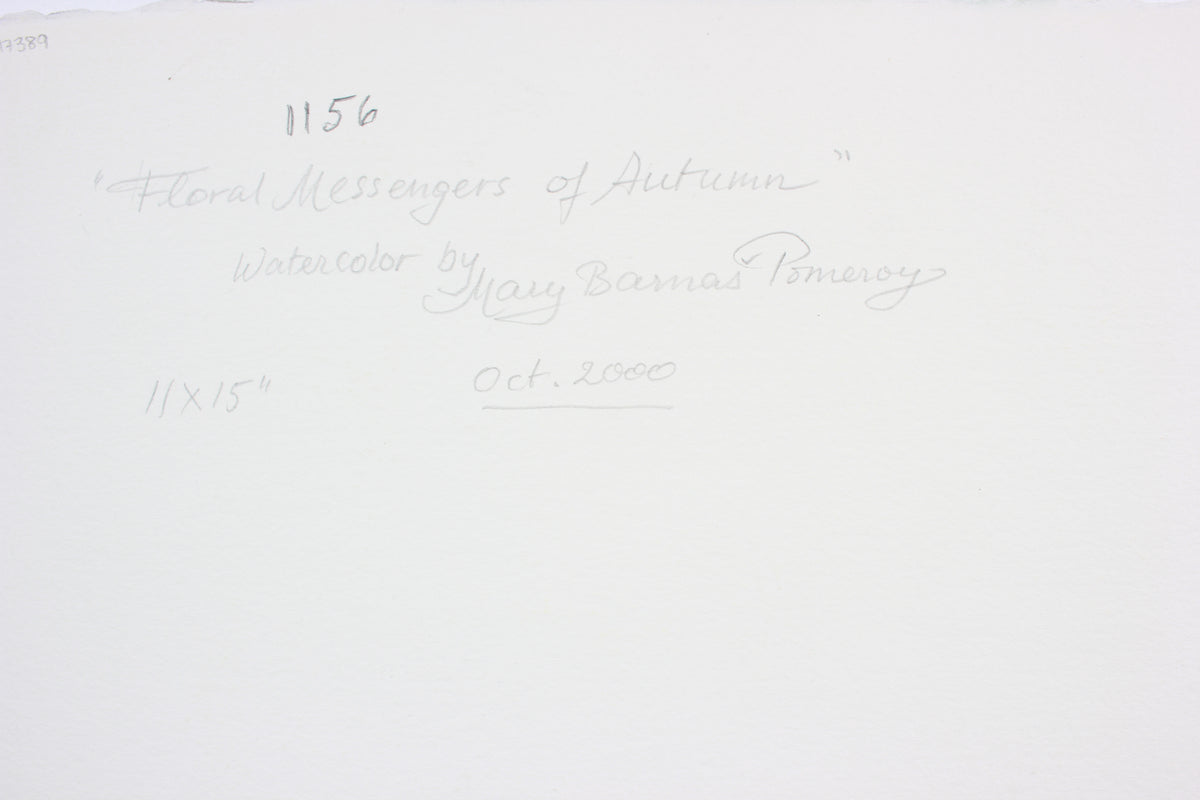 17389
1156
"Floral Messengers of Autumn"
Watercolor by Mary Barnas Pomeroy
11X15" Oct. 2000